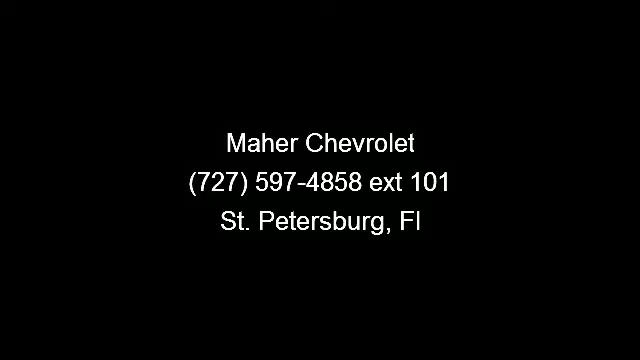 Maher Chevrolet
(727) 597-4858 ext 101
St. Petersburg, Fl